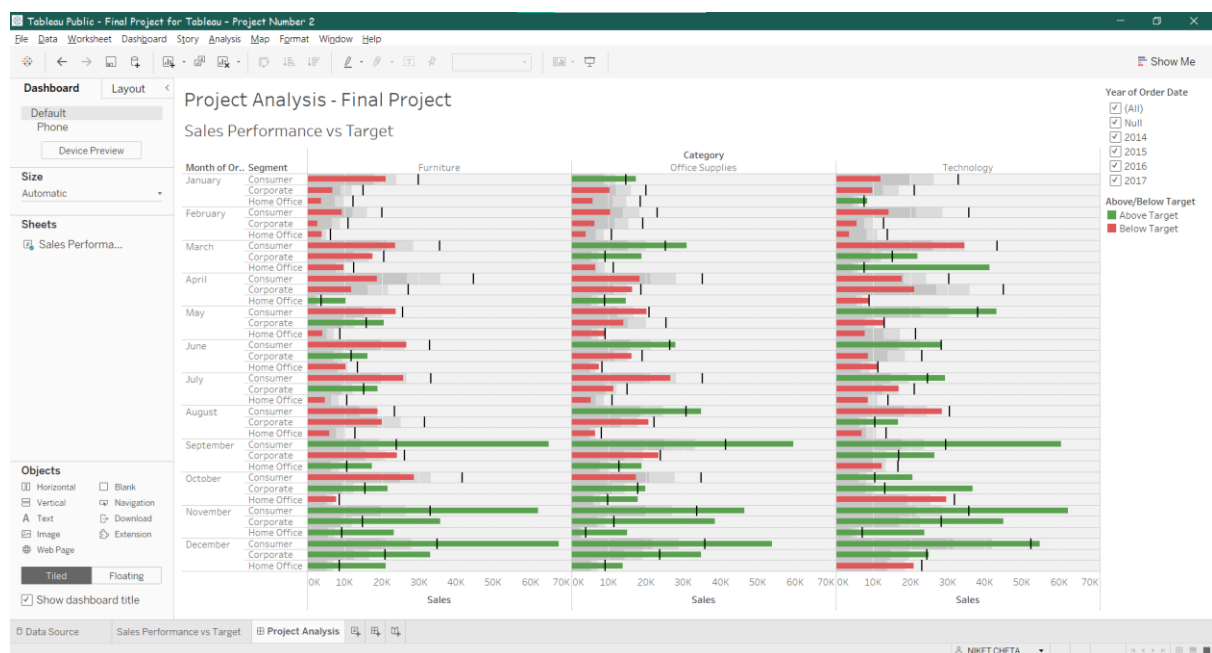 Tableau Public - Final Project for Tableau - Project Number 2
File Data Worksheet Dashboard Story Analysis Map Format Window Help
Show Me
Dashboard Layout
Default
Phone
Device Preview
Size
Automatic
Sheets
Sales Performa...
Objects
Horizontal Blank
Vertical Navigation
Text Download
Image Extension
Web Page
Tiled Floating
Show dashboard title
Project Analysis - Final Project
Sales Performance vs Target
Category
Month of Or.. Segment Furniture Office Supplies Technology
January Consumer
Corporate
Home Office
February Consumer
Corporate
Home Office
March Consumer
Corporate
Home Office
April Consumer
Corporate
Home Office
May Consumer
Corporate
Home Office
June Consumer
Corporate
Home Office
July Consumer
Corporate
Home Office
August Consumer
Corporate
Home Office
September Consumer
Corporate
Home Office
October Consumer
Corporate
Home Office
November Consumer
Corporate
Home Office
December Consumer
Corporate
Home Office
0K 10K 20K 30K 40K 50K 60K 70K 0K 10K 20K 30K 40K 50K 60K 70K 0K 10K 20K 30K 40K 50K 60K 70K
Sales Sales Sales
Year of Order Date
(All)
Null
2014
2015
2016
2017
Above/Below Target
Above Target
Below Target
Data Source Sales Performance vs Target Project Analysis
NIKET CHETA